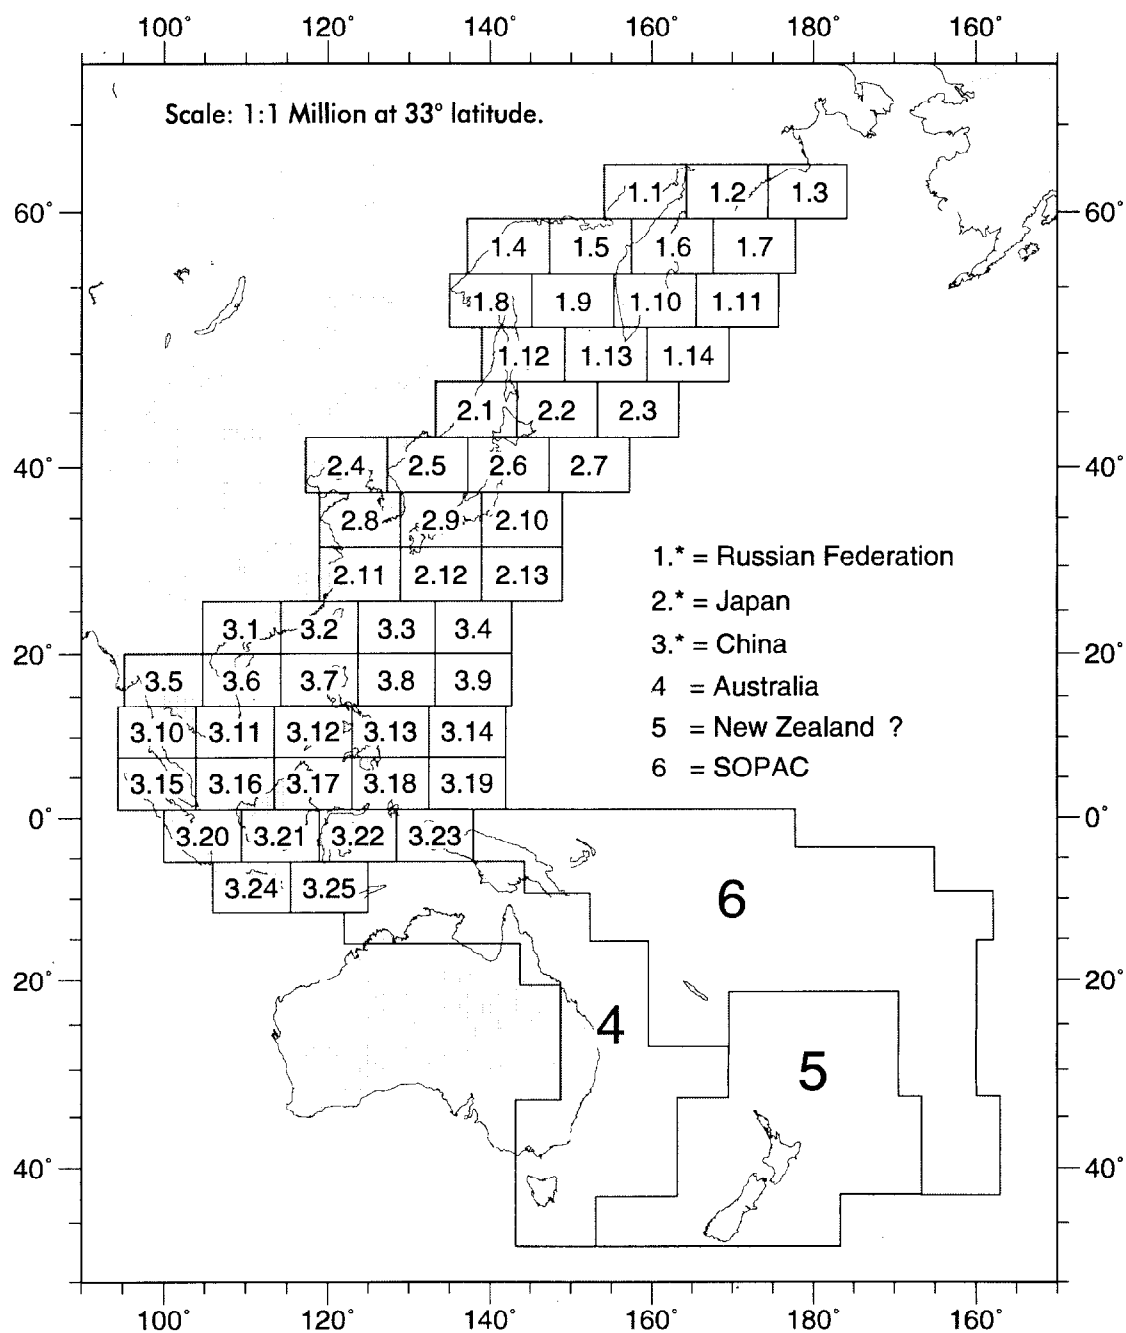 100° 120° 140° 160° 180° 160°
Scale: 1:1 Million at 33° latitude.
1.1 1.2 1.3
60° 60°
1.4 1.5 1.6 1.7
1.8 1.9 1.10 1.11
1.12 1.13 1.14
2.1 2.2 2.3
40° 2.4 2.5 2.6 2.7 40°
2.8 2.9 2.10
1.* = Russian Federation
2.11 2.12 2.13
2.* = Japan
3.1 3.2 3.3 3.4
3.* = China
20° 20°
3.5 3.6 3.7 3.8 3.9
4 = Australia
3.10 3.11 3.12 3.13 3.14
5 = New Zealand ?
6 = SOPAC
3.15 3.16 3.17 3.18 3.19
0° 0°
3.20 3.21 3.22 3.23
3.24 3.25
6
20° 20°
4
5
40° 40°
100° 120° 140° 160° 180° 160°